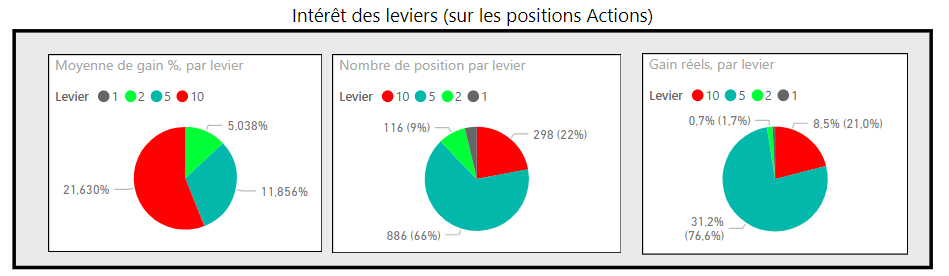 Intérêt des leviers (sur les positions Actions)
Moyenne de gain %, par levier
Levier 1 2 5 10
5,038%
21,630%
11,856%
Nombre de position par levier
Levier 10 5 2 1
116 (9%)
298 (22%)
886 (66%)
Gain réels, par levier
Levier 10 5 2 1
0,7% (1,7%)
8,5% (21,0%)
31,2%
(76,6%)